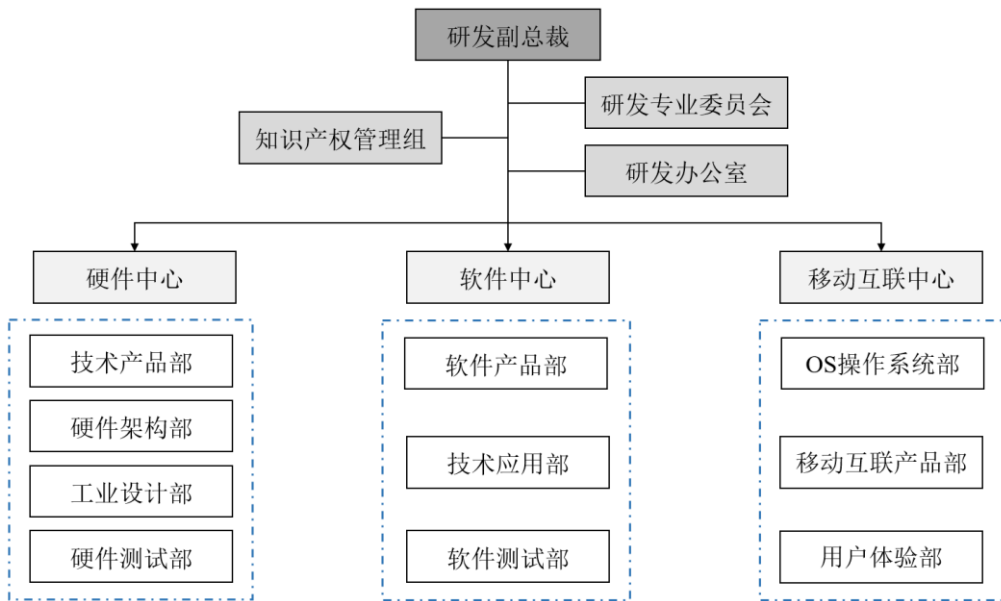 研发副总裁
研发专业委员会
知识产权管理组
研发办公室
硬件中心
软件中心
移动互联中心
技术产品部
硬件架构部
工业设计部
硬件测试部
软件产品部
技术应用部
软件测试部
OS操作系统部
移动互联产品部
用户体验部